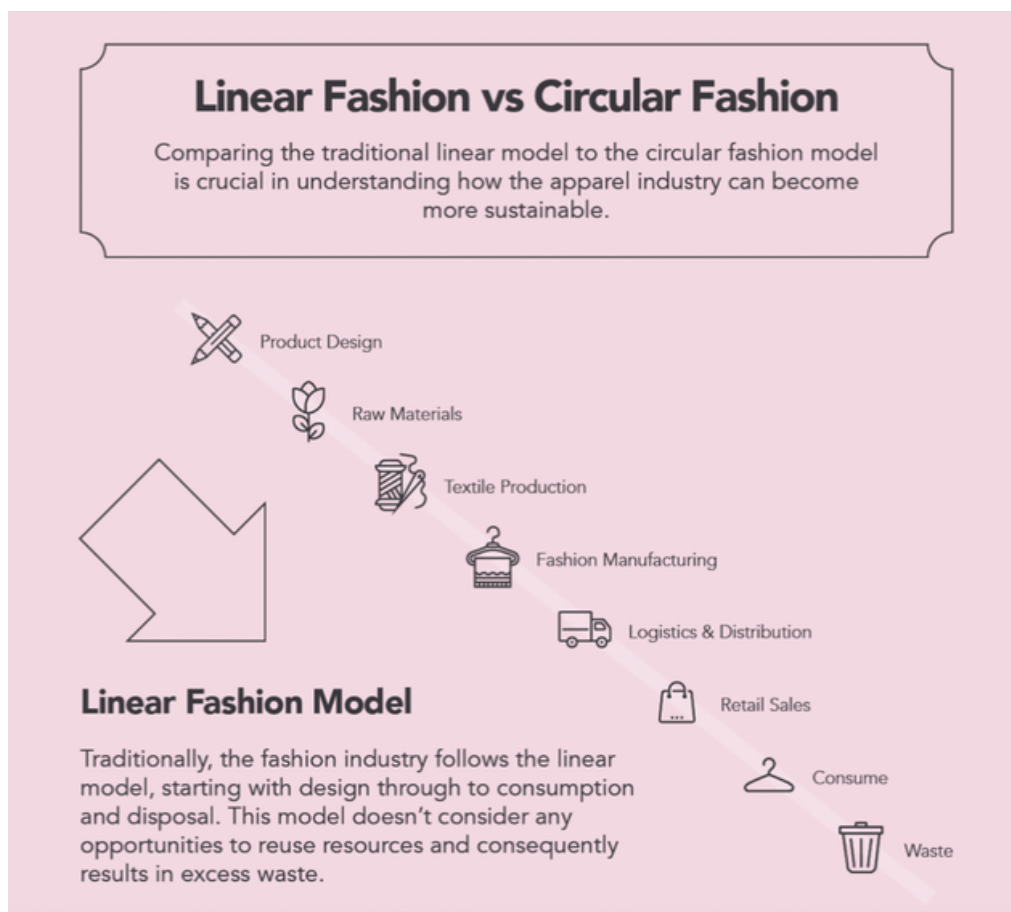 Linear Fashion vs Circular Fashion
Comparing the traditional linear model to the circular fashion model
is crucial in understanding how the apparel industry can become
more sustainable.
Product Design
Raw Materials
Textile Production
Fashion Manufacturing
Logistics & Distribution
Retail Sales
Consume
Waste
Linear Fashion Model
Traditionally, the fashion industry follows the linear
model, starting with design through to consumption
and disposal. This model doesn't consider any
opportunities to reuse resources and consequently
results in excess waste.